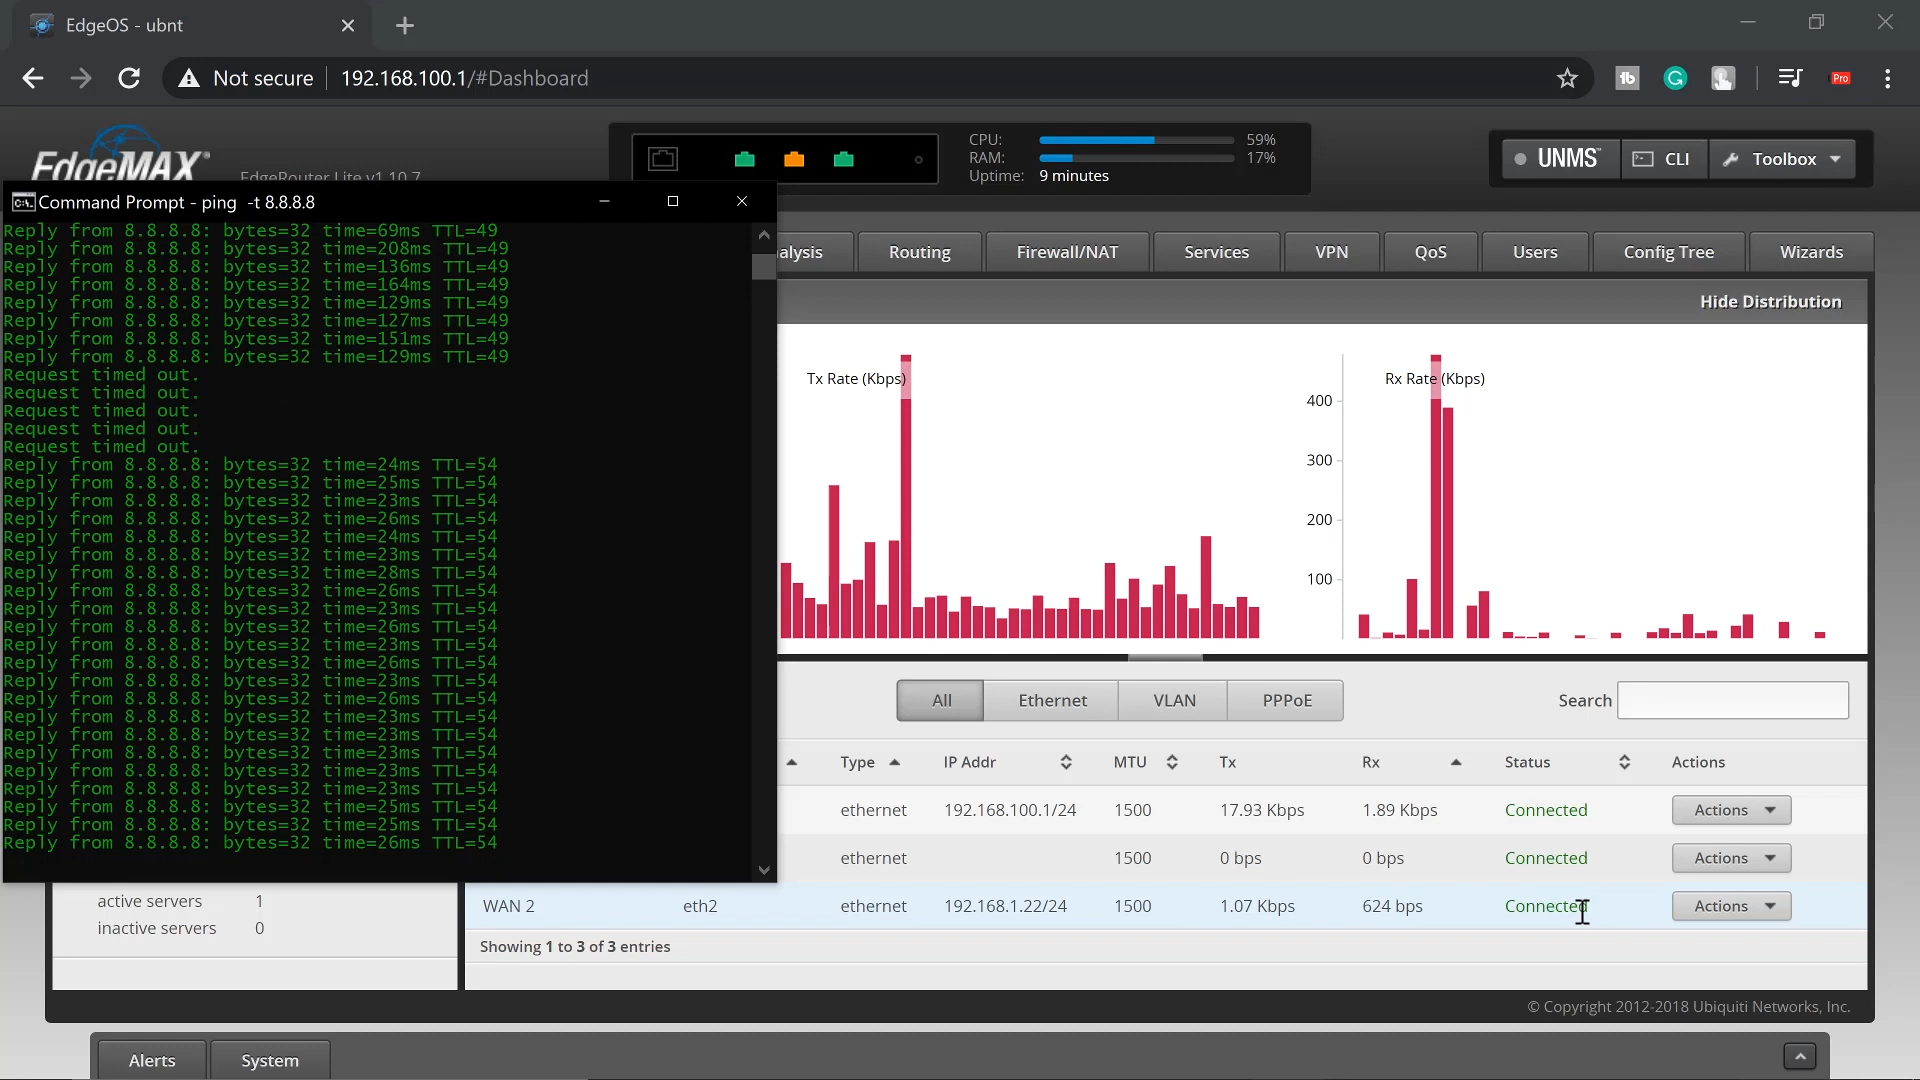 EdgeOS - ubnt
Not secure 192.168.100.1/#Dashboard
Pro
EdgeMAX
EdgeRouter Lite v1.10.7
CPU: 59%
RAM: 17%
Uptime: 9 minutes
UNMS™ CLI Toolbox
Command Prompt - ping  -t 8.8.8.8
alysis Routing Firewall/NAT Services VPN QoS Users Config Tree Wizards
Hide Distribution
Reply from 8.8.8.8: bytes=32 time=69ms TTL=49
Reply from 8.8.8.8: bytes=32 time=208ms TTL=49
Reply from 8.8.8.8: bytes=32 time=136ms TTL=49
Reply from 8.8.8.8: bytes=32 time=164ms TTL=49
Reply from 8.8.8.8: bytes=32 time=129ms TTL=49
Reply from 8.8.8.8: bytes=32 time=127ms TTL=49
Reply from 8.8.8.8: bytes=32 time=151ms TTL=49
Reply from 8.8.8.8: bytes=32 time=129ms TTL=49
Request timed out.
Request timed out.
Request timed out.
Request timed out.
Request timed out.
Reply from 8.8.8.8: bytes=32 time=24ms TTL=54
Reply from 8.8.8.8: bytes=32 time=25ms TTL=54
Reply from 8.8.8.8: bytes=32 time=23ms TTL=54
Reply from 8.8.8.8: bytes=32 time=26ms TTL=54
Reply from 8.8.8.8: bytes=32 time=24ms TTL=54
Reply from 8.8.8.8: bytes=32 time=23ms TTL=54
Reply from 8.8.8.8: bytes=32 time=28ms TTL=54
Reply from 8.8.8.8: bytes=32 time=26ms TTL=54
Reply from 8.8.8.8: bytes=32 time=23ms TTL=54
Reply from 8.8.8.8: bytes=32 time=26ms TTL=54
Reply from 8.8.8.8: bytes=32 time=23ms TTL=54
Reply from 8.8.8.8: bytes=32 time=26ms TTL=54
Reply from 8.8.8.8: bytes=32 time=23ms TTL=54
Reply from 8.8.8.8: bytes=32 time=26ms TTL=54
Reply from 8.8.8.8: bytes=32 time=23ms TTL=54
Reply from 8.8.8.8: bytes=32 time=23ms TTL=54
Reply from 8.8.8.8: bytes=32 time=23ms TTL=54
Reply from 8.8.8.8: bytes=32 time=23ms TTL=54
Reply from 8.8.8.8: bytes=32 time=23ms TTL=54
Reply from 8.8.8.8: bytes=32 time=25ms TTL=54
Reply from 8.8.8.8: bytes=32 time=25ms TTL=54
Reply from 8.8.8.8: bytes=32 time=26ms TTL=54
Tx Rate (Kbps)
Rx Rate (Kbps)
400
300
200
100
All Ethernet VLAN PPPoE Search
Type IP Addr MTU Tx Rx Status Actions
ethernet 192.168.100.1/24 1500 17.93 Kbps 1.89 Kbps Connected Actions
ethernet 1500 0 bps 0 bps Connected Actions
WAN 2 eth2 ethernet 192.168.1.22/24 1500 1.07 Kbps 624 bps Connected Actions
Showing 1 to 3 of 3 entries
active servers 1
inactive servers 0
© Copyright 2012-2018 Ubiquiti Networks, Inc.
Alerts System